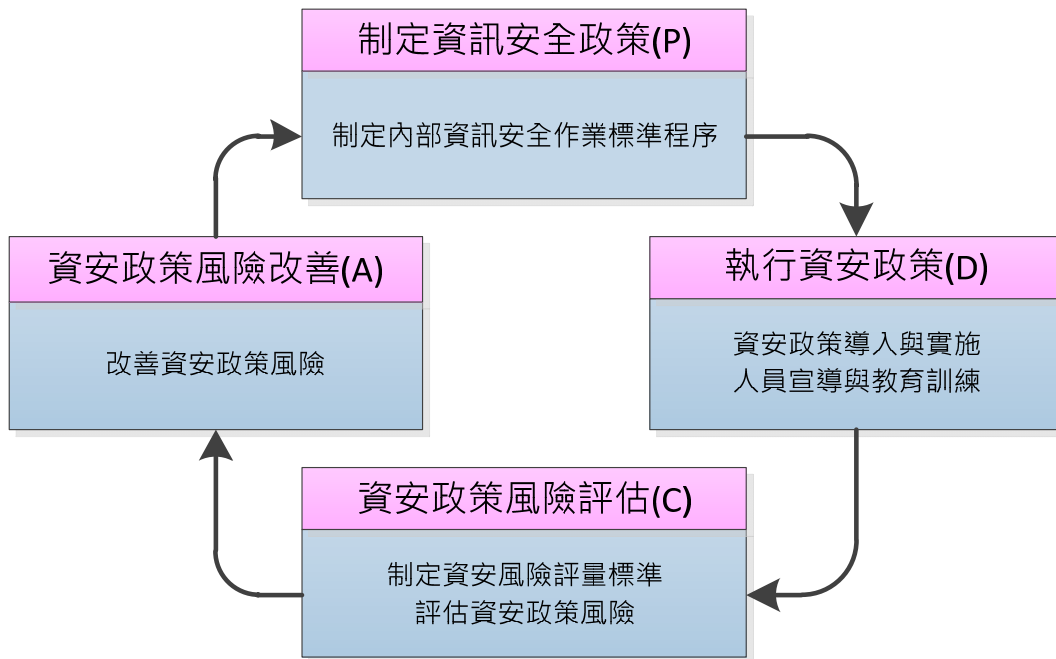 制定資訊安全政策(P)
制定內部資訊安全作業標準程序
資安政策風險改善(A)
改善資安政策風險
執行資安政策(D)
資安政策導入與實施
人員宣導與教育訓練
資安政策風險評估(C)
制定資安風險評量標準
評估資安政策風險